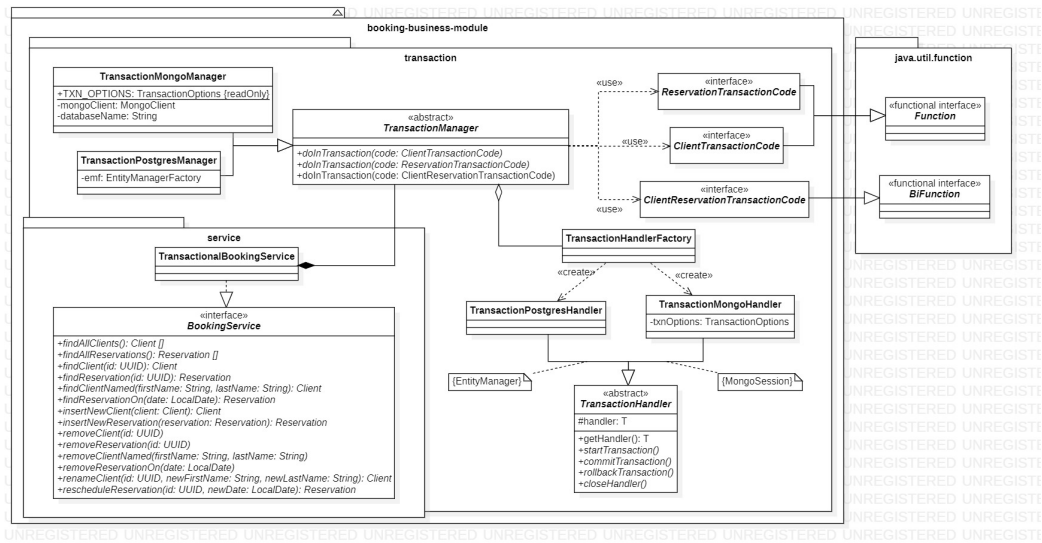 booking-business-module
transaction
java.util.function
TransactionMongoManager
+TXN_OPTIONS: TransactionOptions {readOnly}
-mongoClient: MongoClient
-databaseName: String
TransactionPostgresManager
-emf: EntityManagerFactory
«abstract»
TransactionManager
+doInTransaction(code: ClientTransactionCode)
+doInTransaction(code: ReservationTransactionCode)
+doInTransaction(code: ClientReservationTransactionCode)
«use»
«use»
«use»
«interface»
ReservationTransactionCode
«interface»
ClientTransactionCode
«interface»
ClientReservationTransactionCode
«functional interface»
Function
«functional interface»
BiFunction
service
TransactionalBookingService
«interface»
BookingService
+findAllClients(): Client []
+findAllReservations(): Reservation []
+findClient(id: UUID): Client
+findReservation(id: UUID): Reservation
+findClientNamed(firstName: String, lastName: String): Client
+findReservationOn(date: LocalDate): Reservation
+insertNewClient(client: Client): Client
+insertNewReservation(reservation: Reservation): Reservation
+removeClient(id: UUID)
+removeReservation(id: UUID)
+removeClientNamed(firstName: String, lastName: String)
+removeReservationOn(date: LocalDate)
+renameClient(id: UUID, newFirstName: String, newLastName: String): Client
+rescheduleReservation(id: UUID, newDate: LocalDate): Reservation
TransactionHandlerFactory
«create»
«create»
TransactionPostgresHandler
TransactionMongoHandler
-txnOptions: TransactionOptions
{EntityManager}
{MongoSession}
«abstract»
TransactionHandler
#handler: T
+getHandler(): T
+startTransaction()
+commitTransaction()
+rollbackTransaction()
+closeHandler()
UNREGISTERED UNREGISTERED UNREGISTERED UNREGISTERED